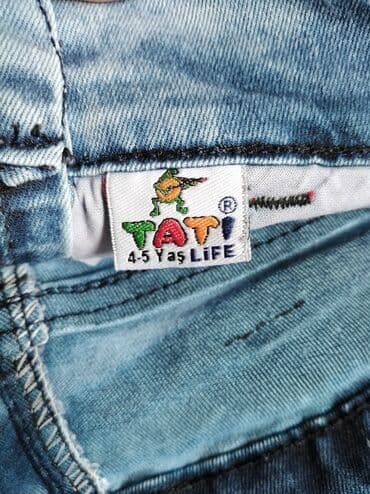 ®
TATI
4-5 Yaş LiFE